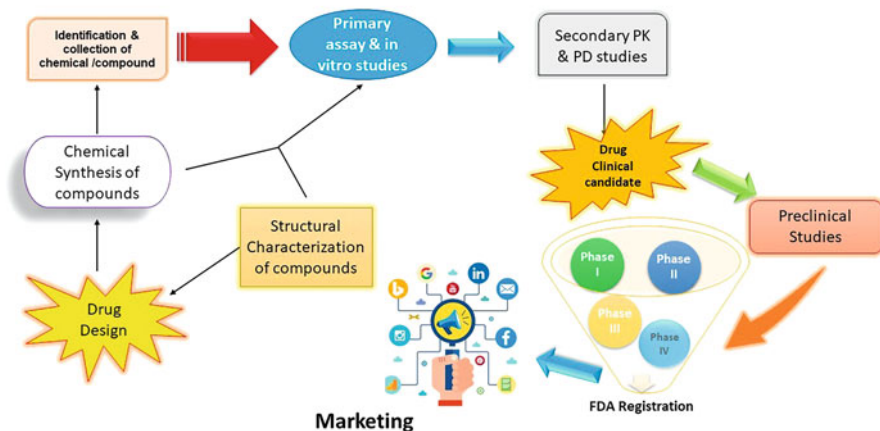 Identification &
collection of
chemical /compound
Primary
assay & in
vitro studies
Secondary PK
& PD studies
Chemical
Synthesis of
compounds
Drug
Clinical
candidate
Structural
Characterization
of compounds
Preclinical
Studies
Drug
Design
Phase
I
Phase
II
Phase
III
Phase
IV
FDA Registration
Marketing